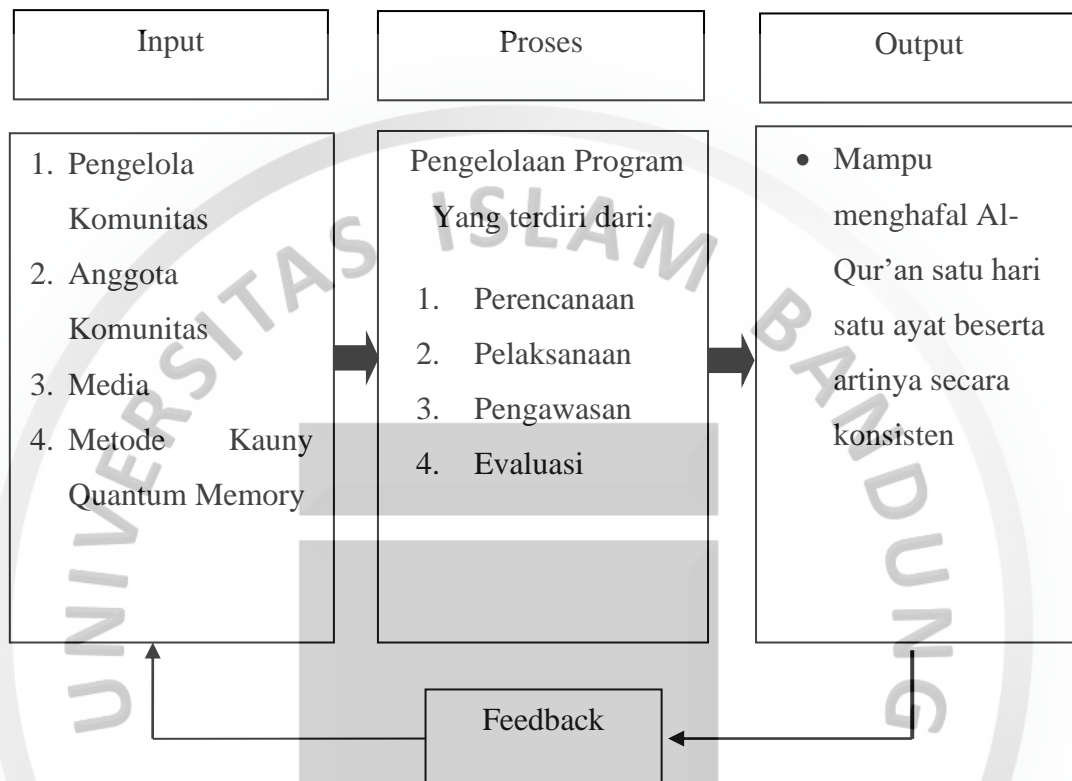 Input
Proses
Output
1. Pengelola
Komunitas
2. Anggota
Komunitas
3. Media
4. Metode Kauny
Quantum Memory
Pengelolaan Program
Yang terdiri dari:
1. Perencanaan
2. Pelaksanaan
3. Pengawasan
4. Evaluasi
• Mampu
menghafal Al-
Qur’an satu hari
satu ayat beserta
artinya secara
konsisten
Feedback
UNIVERSITAS ISLAM BANDUNG